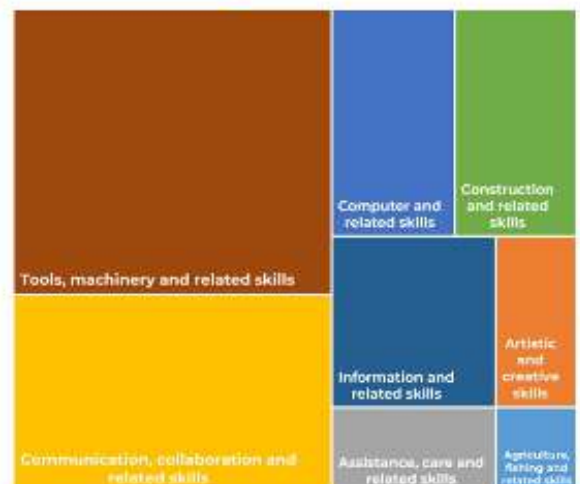 Tools, machinery and related skills
Computer and
related skills
Construction
and related
skills
Communication, collaboration and
related skills
Information and
related skills
Artistic
and
creative
skills
Assistance, care and
related skills
Agriculture,
fishing and
related skills